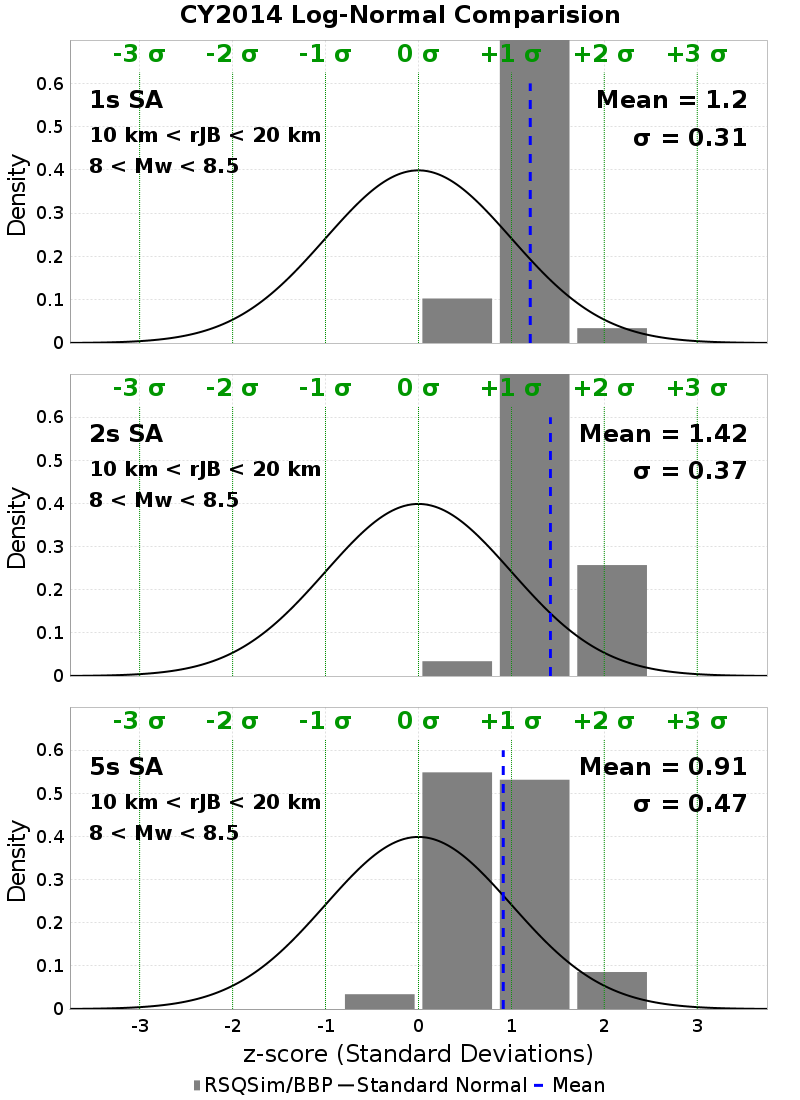 CY2014 Log-Normal Comparision
-3 σ -2 σ -1 σ 0 σ +1 σ +2 σ +3 σ
1s SA
10 km < rJB < 20 km
8 < Mw < 8.5
Mean = 1.2
σ = 0.31
0.6
0.5
0.4
0.3
0.2
0.1
0
Density
-3 σ -2 σ -1 σ 0 σ +1 σ +2 σ +3 σ
2s SA
10 km < rJB < 20 km
8 < Mw < 8.5
Mean = 1.42
σ = 0.37
0.6
0.5
0.4
0.3
0.2
0.1
0
Density
-3 σ -2 σ -1 σ 0 σ +1 σ +2 σ +3 σ
5s SA
10 km < rJB < 20 km
8 < Mw < 8.5
Mean = 0.91
σ = 0.47
0.6
0.5
0.4
0.3
0.2
0.1
0
Density
-3 -2 -1 0 1 2 3
z-score (Standard Deviations)
RSQSim/BBP Standard Normal Mean